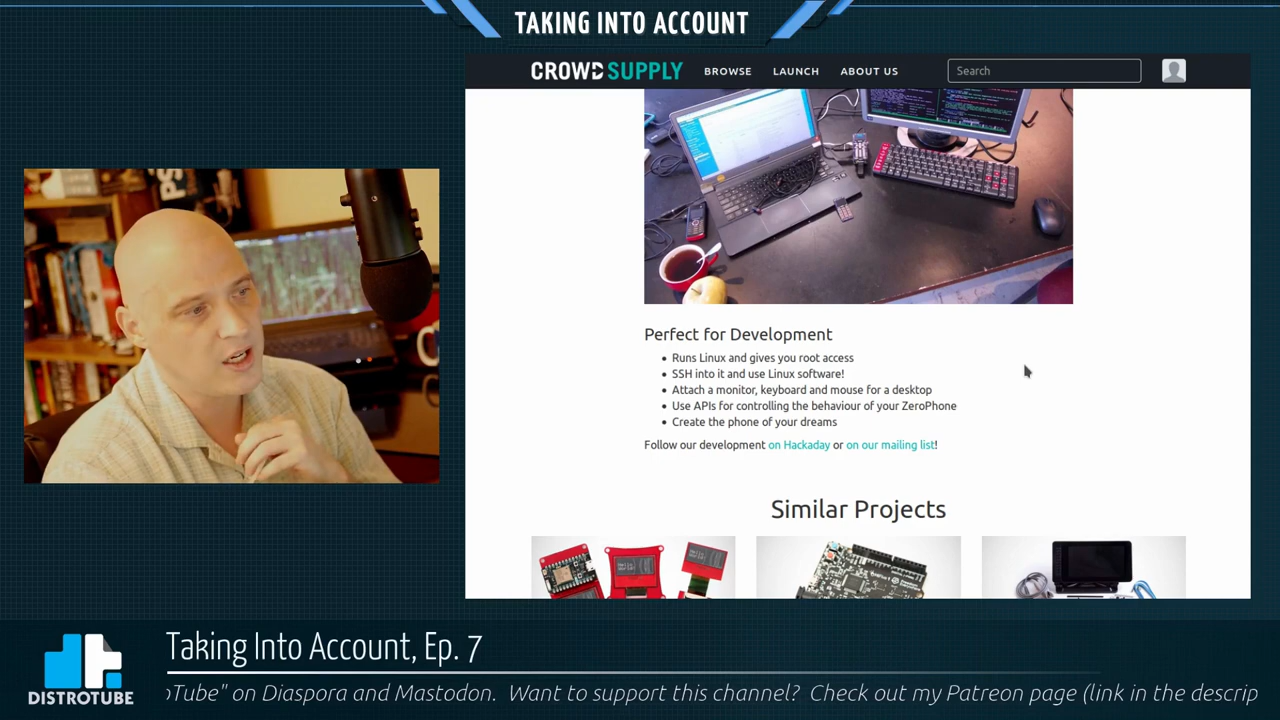 TAKING INTO ACCOUNT
CROWD SUPPLY
BROWSE
LAUNCH
ABOUT US
Search
Perfect for Development
Runs Linux and gives you root access
SSH into it and use Linux software!
Attach a monitor, keyboard and mouse for a desktop
Use APIs for controlling the behaviour of your ZeroPhone
Create the phone of your dreams
Follow our development on Hackaday or on our mailing list!
Similar Projects
Taking Into Account, Ep. 7
DISTROTUBE
oTube" on Diaspora and Mastodon. Want to support this channel? Check out my Patreon page (link in the descrip